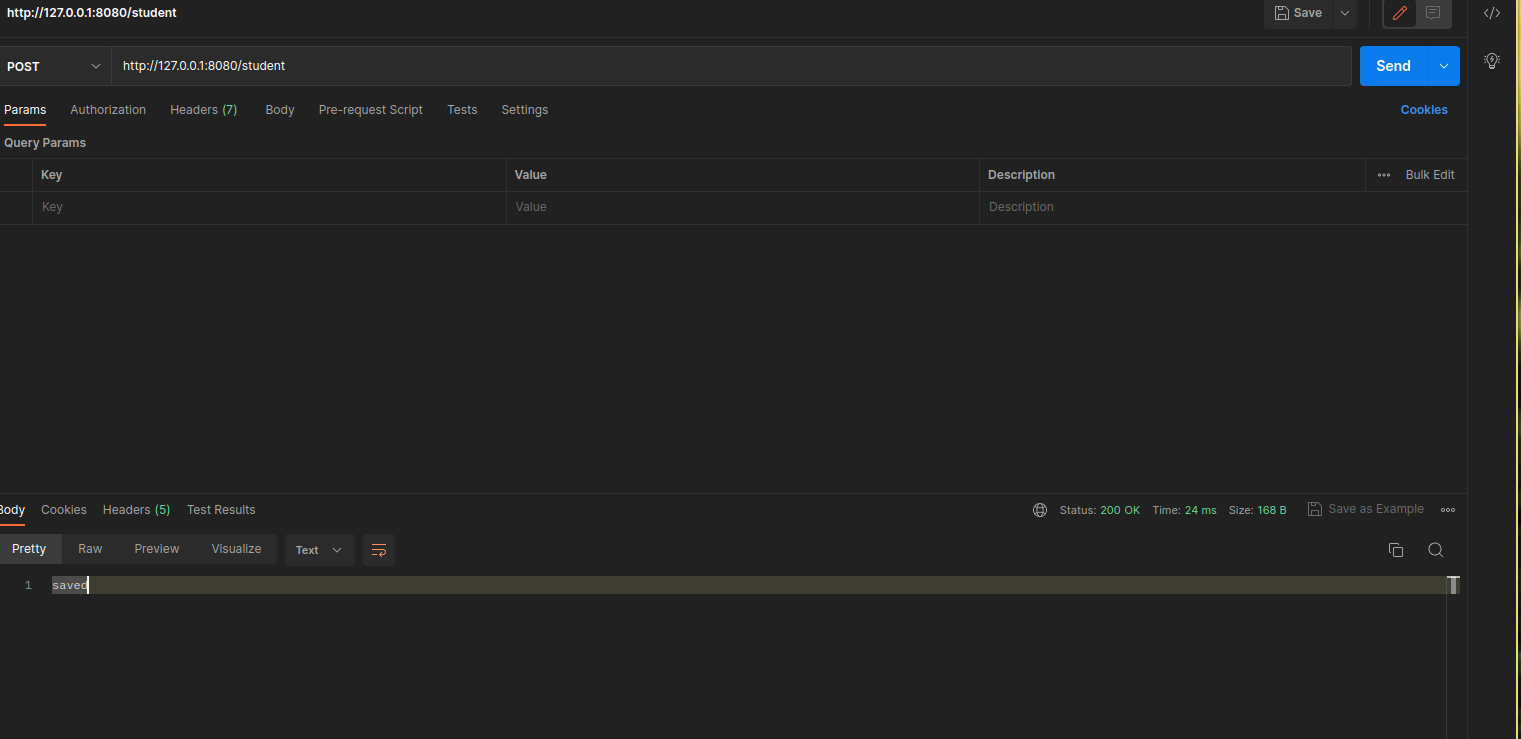 http://127.0.0.1:8080/student
Save
POST
http://127.0.0.1:8080/student
Send
Params Authorization Headers (7) Body Pre-request Script Tests Settings Cookies
Query Params
Key Value Description Bulk Edit
Key Value Description
Body Cookies Headers (5) Test Results Status: 200 OK Time: 24 ms Size: 168 B Save as Example
Pretty Raw Preview Visualize Text
1 saved